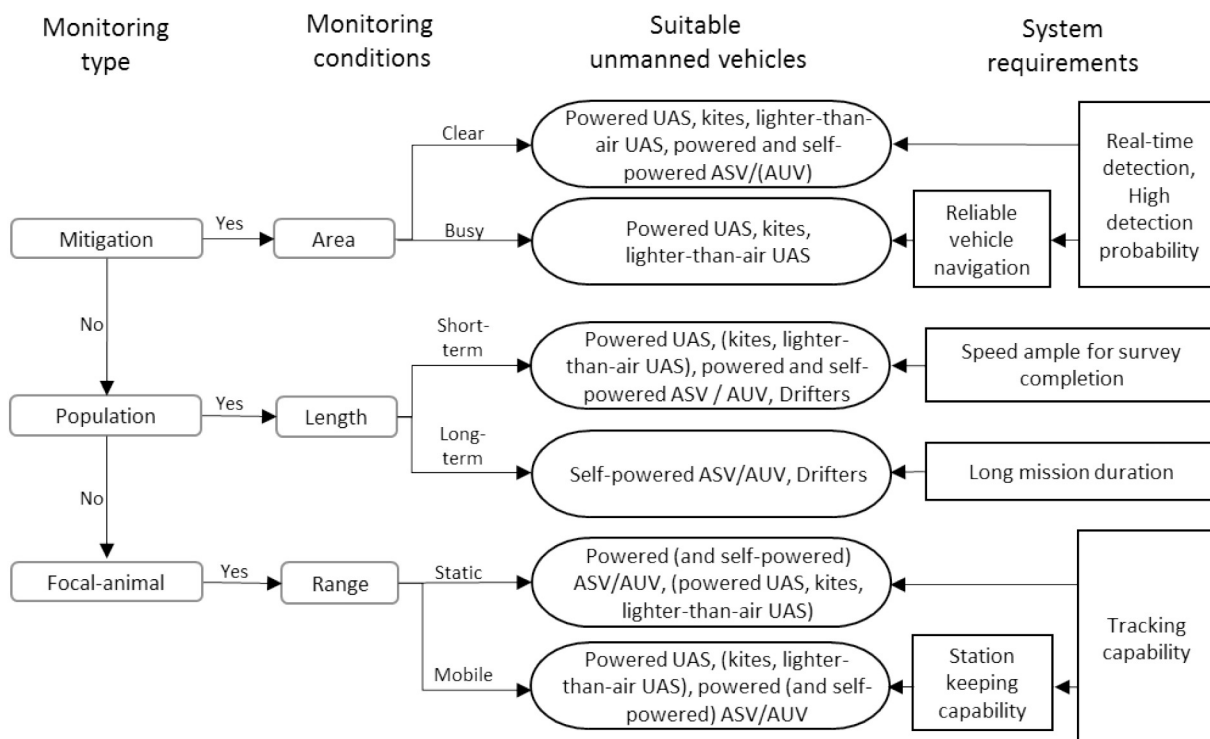 Monitoring
type
Monitoring
conditions
Suitable
unmanned vehicles
System
requirements
Mitigation
Yes
Area
Clear
Powered UAS, kites, lighter-than-
air UAS, powered and self-
powered ASV/(AUV)
Busy
Powered UAS, kites,
lighter-than-air UAS
Reliable
vehicle
navigation
Real-time
detection,
High
detection
probability
No
Population
Yes
Length
Short-
term
Powered UAS, (kites, lighter-
than-air UAS), powered and self-
powered ASV / AUV, Drifters
Speed ample for survey
completion
Long-
term
Self-powered ASV/AUV, Drifters
Long mission duration
No
Focal-animal
Yes
Range
Static
Powered (and self-powered)
ASV/AUV, (powered UAS, kites,
lighter-than-air UAS)
Mobile
Powered UAS, (kites, lighter-
than-air UAS), powered (and self-
powered) ASV/AUV
Station
keeping
capability
Tracking
capability